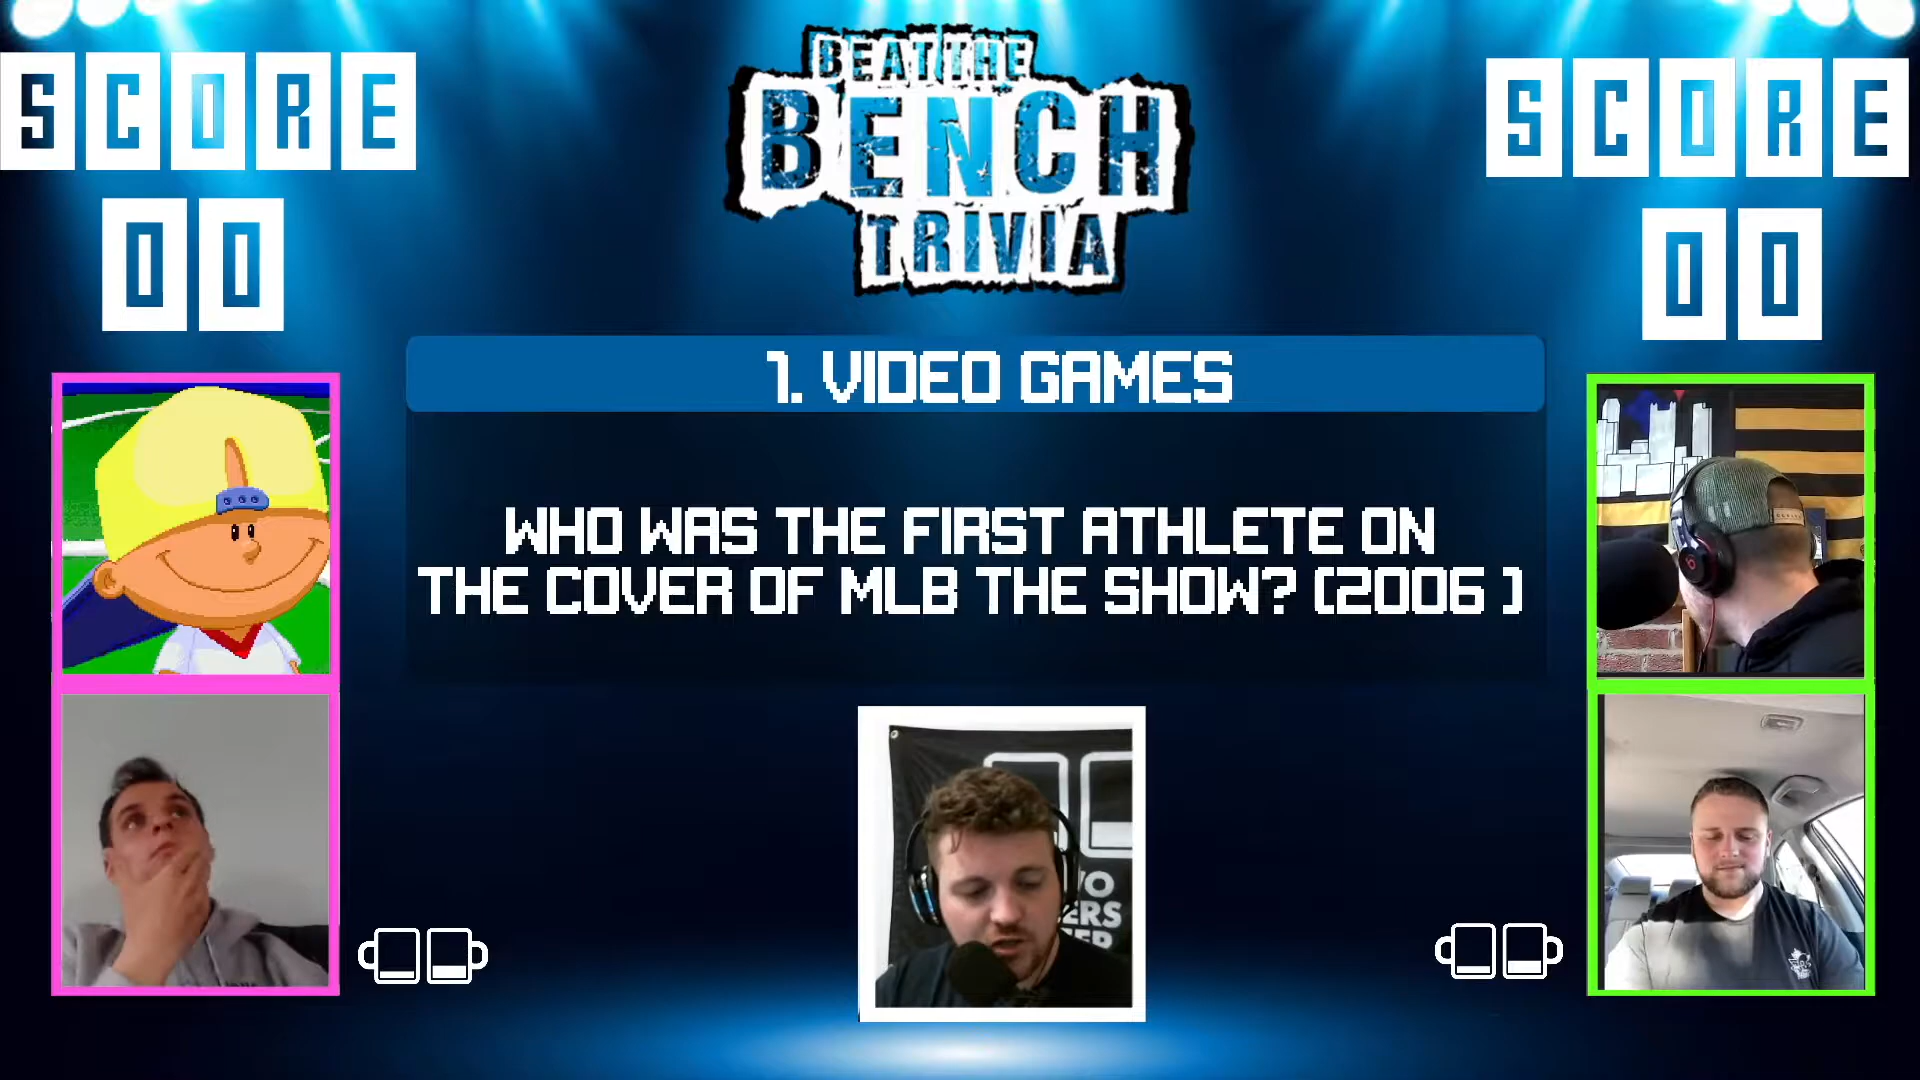 SCORE
00
BEAT THE
BENCH
TRIVIA
SCORE
00
1. VIDEO GAMES
WHO WAS THE FIRST ATHLETE ON
THE COVER OF MLB THE SHOW? (2006 )